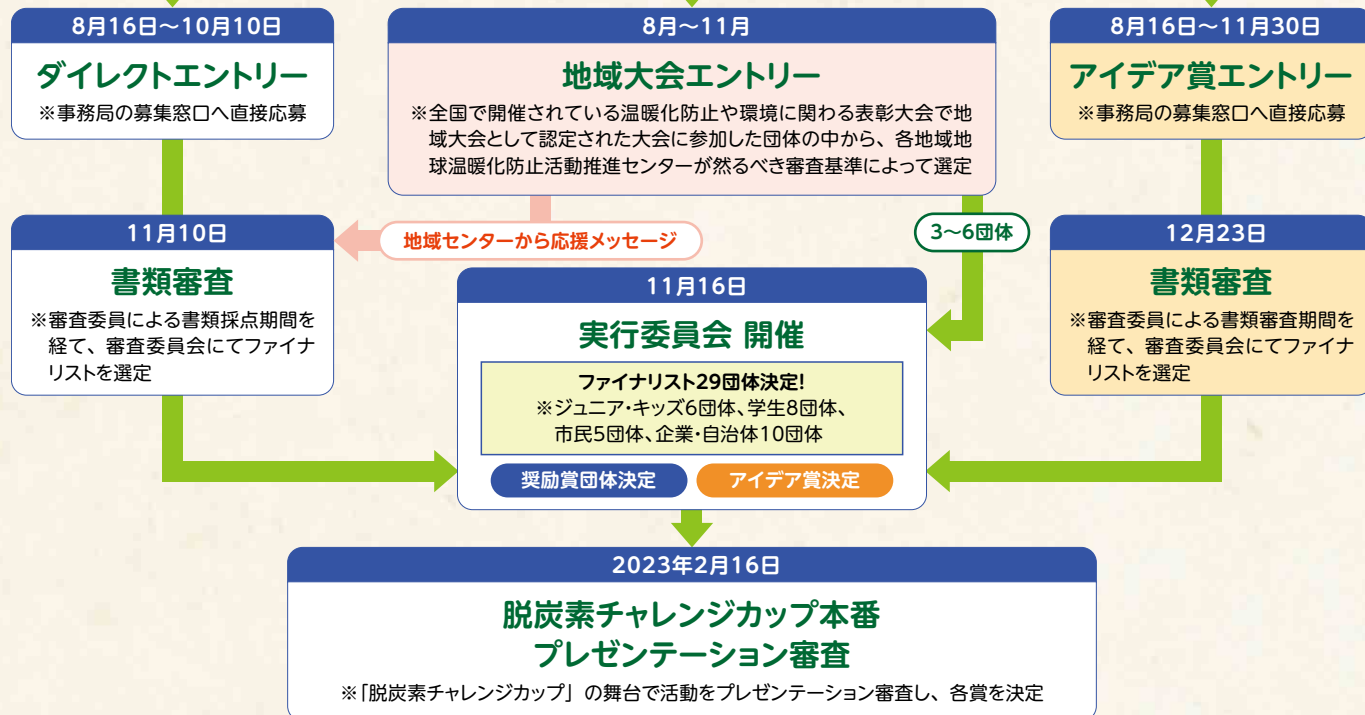 8月16日～10月10日
ダイレクトエントリー
※事務局の募集窓口へ直接応募
8月～11月
地域大会エントリー
※全国で開催されている温暖化防止や環境に関わる表彰大会で地
域大会として認定された大会に参加した団体の中から、各地域地
球温暖化防止活動推進センターが然るべき審査基準によって選定
8月16日～11月30日
アイデア賞エントリー
※事務局の募集窓口へ直接応募
地域センターから応援メッセージ
3～6団体
11月10日
書類審査
※審査委員による書類採点期間を
経て、審査委員会にてファイナ
リストを選定
11月16日
実行委員会 開催
ファイナリスト29団体決定!
※ジュニア・キッズ6団体、学生8団体、
市民5団体、企業・自治体10団体
奨励賞団体決定
アイデア賞決定
12月23日
書類審査
※審査委員による書類審査期間を
経て、審査委員会にてファイナ
リストを選定
2023年2月16日
脱炭素チャレンジカップ本番
プレゼンテーション審査
※「脱炭素チャレンジカップ」の舞台で活動をプレゼンテーション審査し、各賞を決定